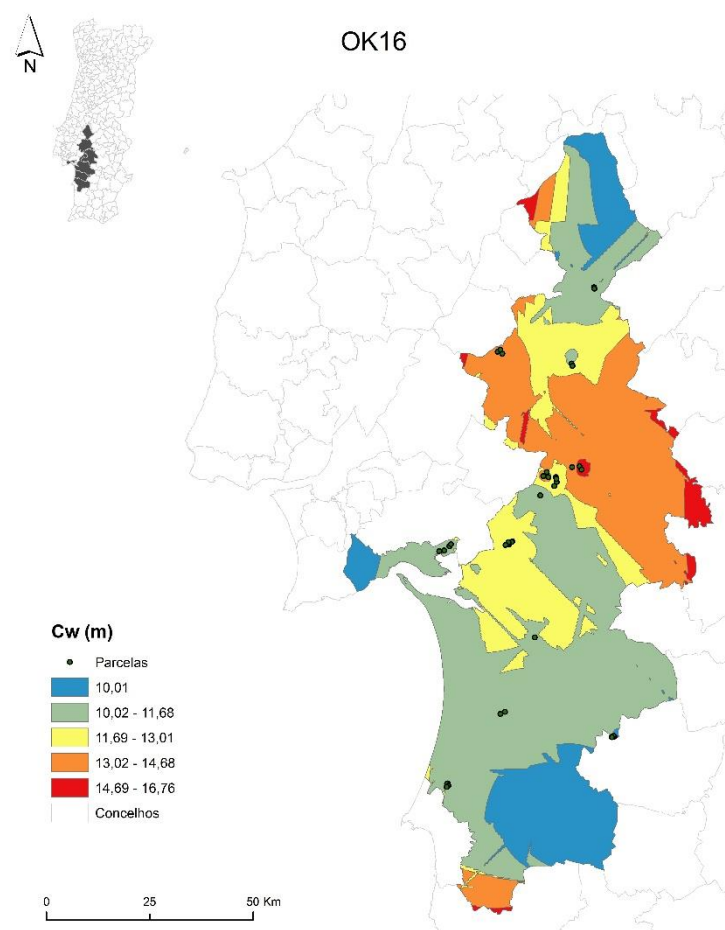 N
OK16
Cw (m)
Parcelas
10,01
10,02 - 11,68
11,69 - 13,01
13,02 - 14,68
14,69 - 16,76
Concelhos
0 25 50 Km